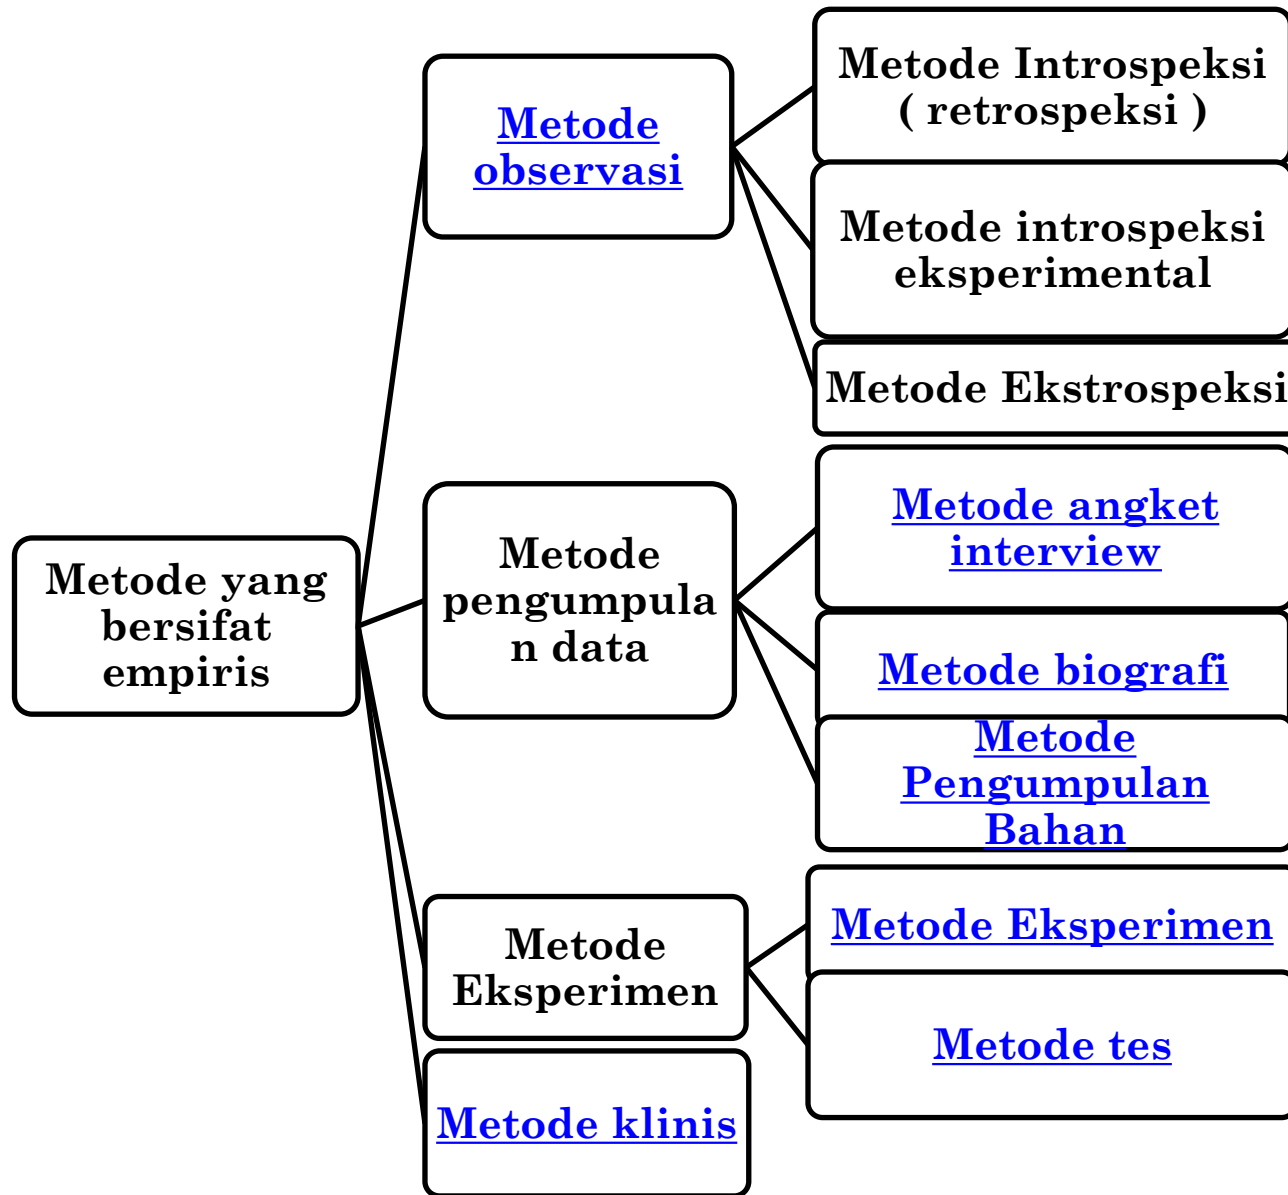 Metode yang
bersifat
empiris
Metode
observasi
Metode Introspeksi
( retrospeksi )
Metode introspeksi
eksperimental
Metode Ekstrospeksi
Metode
pengumpula
n data
Metode angket
interview
Metode biografi
Metode
Pengumpulan
Bahan
Metode
Eksperimen
Metode Eksperimen
Metode tes
Metode klinis